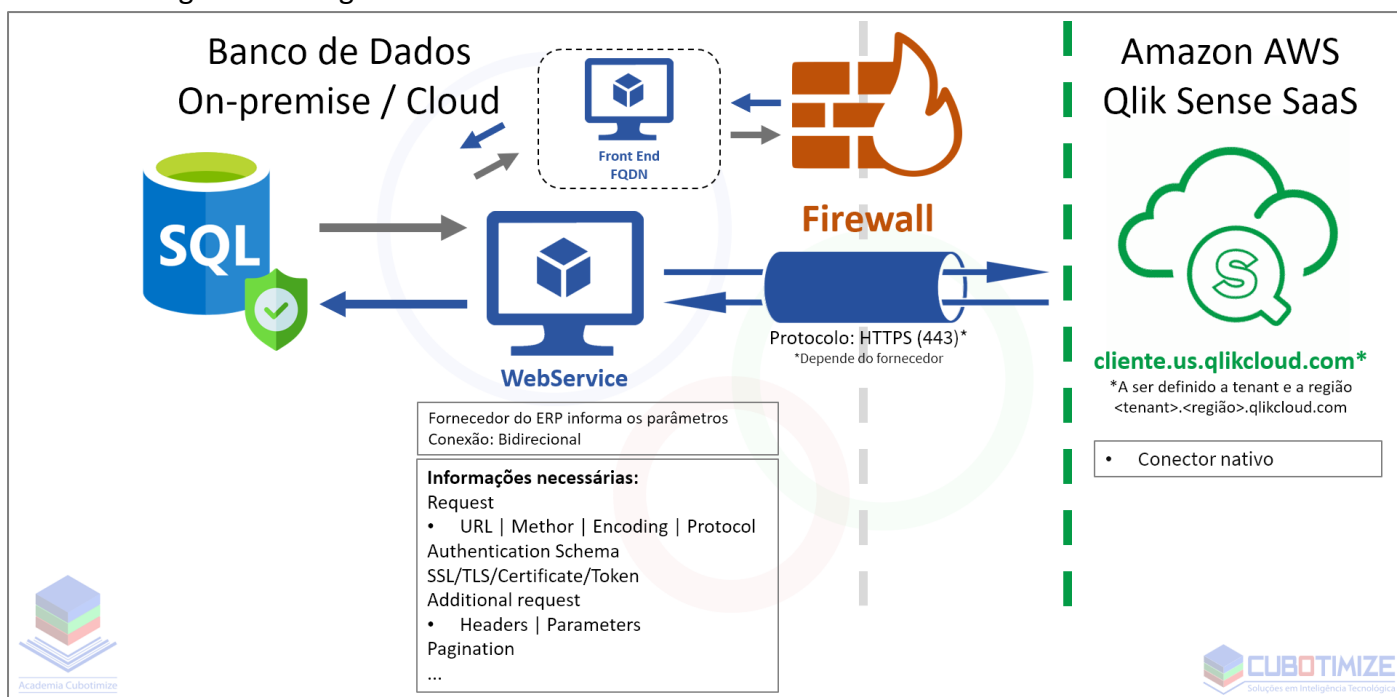 Banco de Dados
On-premise / Cloud
Front End
FQDN
Amazon AWS
Qlik Sense SaaS
SQL
Firewall
WebService
Protocolo: HTTPS (443)*
*Depende do fornecedor
cliente.us.qlikcloud.com*
*A ser definido a tenant e a região
<tenant>.<região>.qlikcloud.com
S
• Conector nativo
Fornecedor do ERP informa os parâmetros
Conexão: Bidirecional
Informações necessárias:
Request
• URL | Methor | Encoding | Protocol
Authentication Schema
SSL/TLS/Certificate/Token
Additional request
• Headers | Parameters
Pagination
...
Academia Cubotimize
CUBOTIMIZE
Soluções em Inteligência Tecnológica